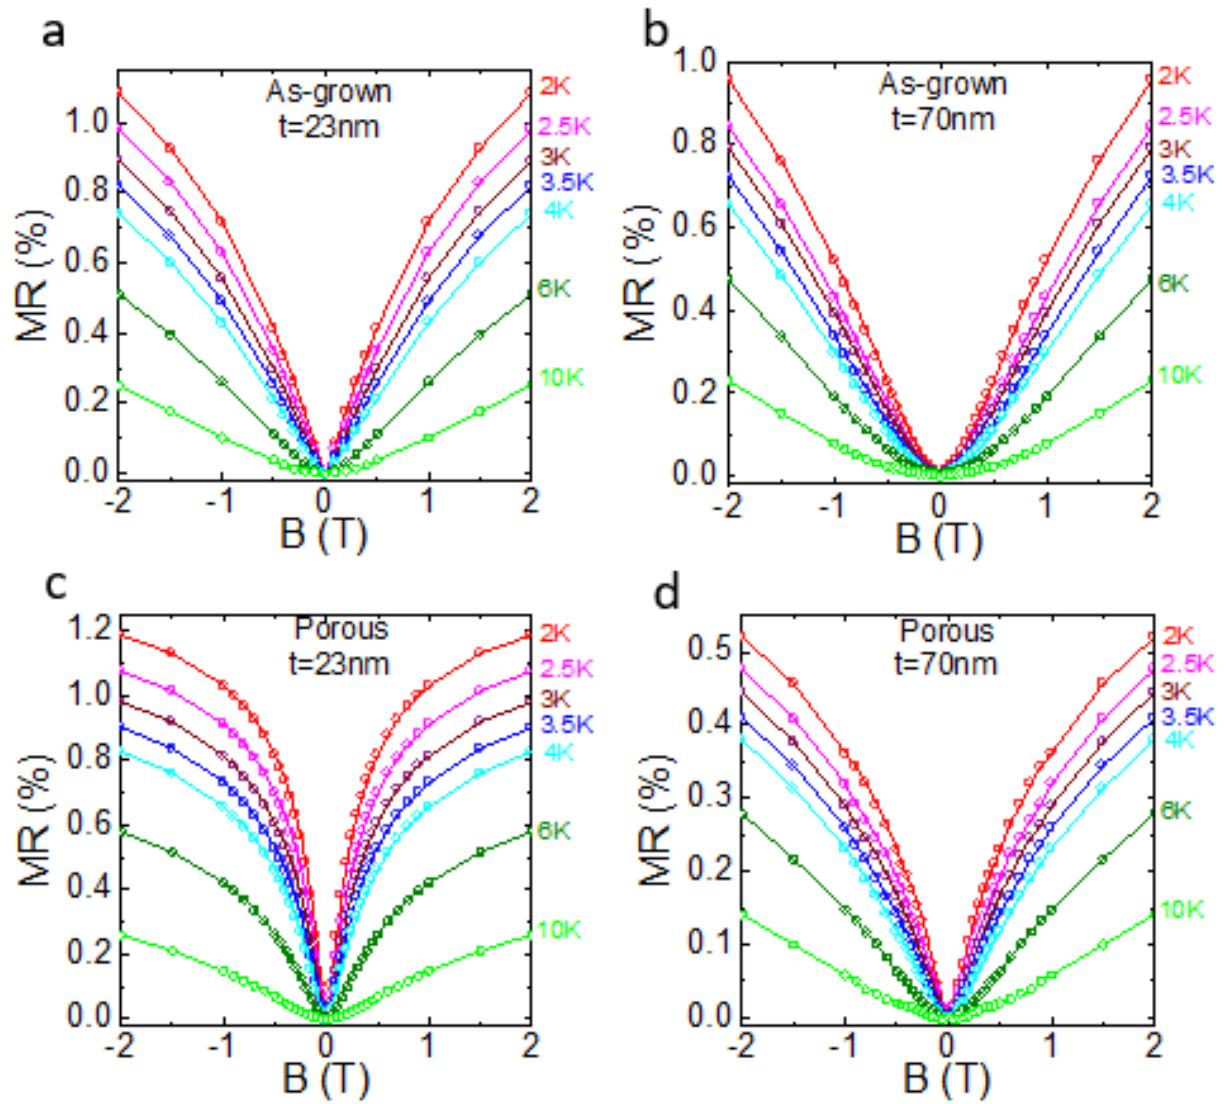 a
As-grown
t=23nm
2K
2.5K
3K
3.5K
4K
6K
10K
1.0
0.8
0.6
0.4
0.2
0.0
MR (%)
-2 -1 0 1 2
B (T)
b
As-grown
t=70nm
2K
2.5K
3K
3.5K
4K
6K
10K
1.0
0.8
0.6
0.4
0.2
0.0
MR (%)
-2 -1 0 1 2
B (T)
c
Porous
t=23nm
2K
2.5K
3K
3.5K
4K
6K
10K
1.2
1.0
0.8
0.6
0.4
0.2
0.0
MR (%)
-2 -1 0 1 2
B (T)
d
Porous
t=70nm
2K
2.5K
3K
3.5K
4K
6K
10K
0.5
0.4
0.3
0.2
0.1
0.0
MR (%)
-2 -1 0 1 2
B (T)